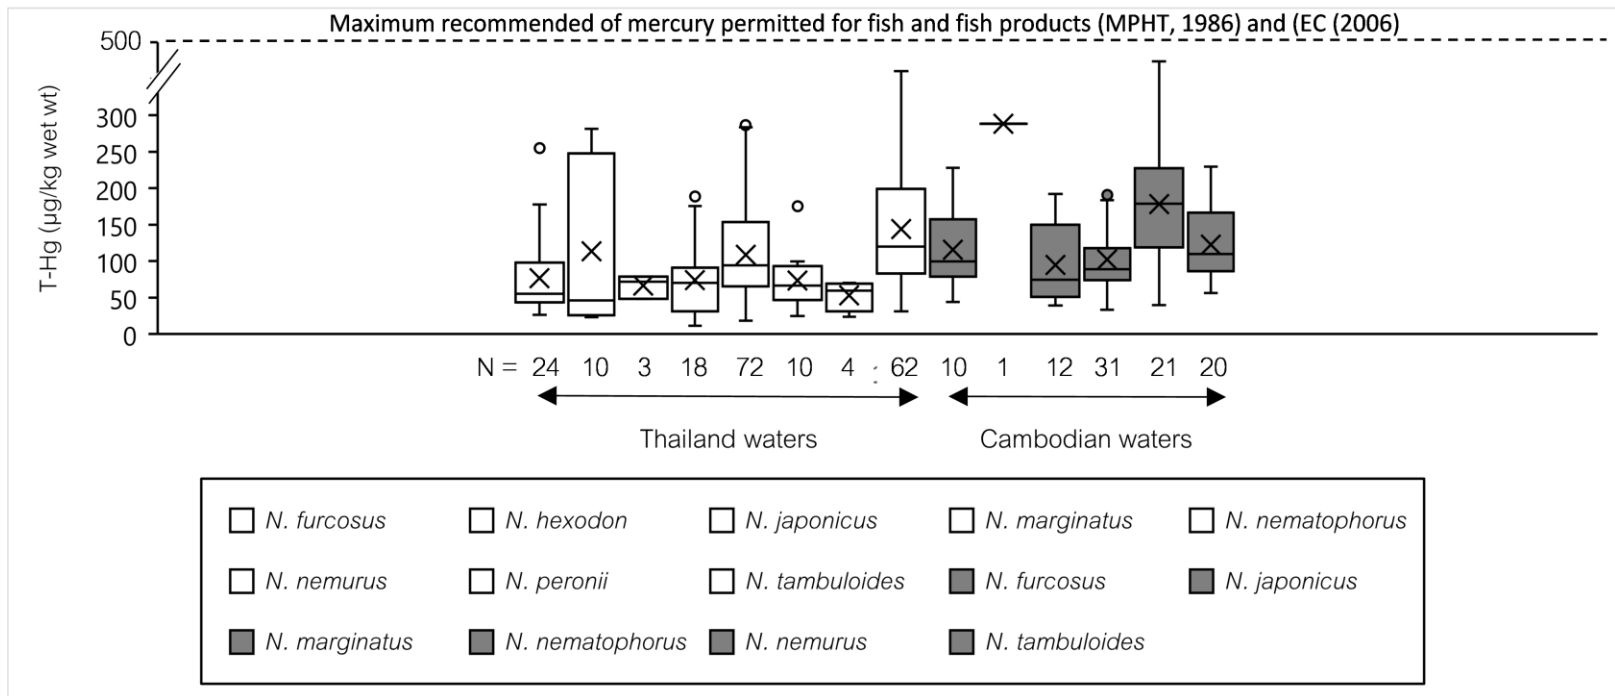 Maximum recommended of mercury permitted for fish and fish products (MPHT, 1986) and (EC (2006)
T-Hg (µg/kg wet wt)
500
300
250
200
150
100
50
0
N = 24 10 3 18 72 10 4 : 62 10 1 12 31 21 20
Thailand waters Cambodian waters
N. furcosus N. hexodon N. japonicus N. marginatus N. nematophorus
N. nemurus N. peronii N. tambuloides N. furcosus N. japonicus
N. marginatus N. nematophorus N. nemurus N. tambuloides